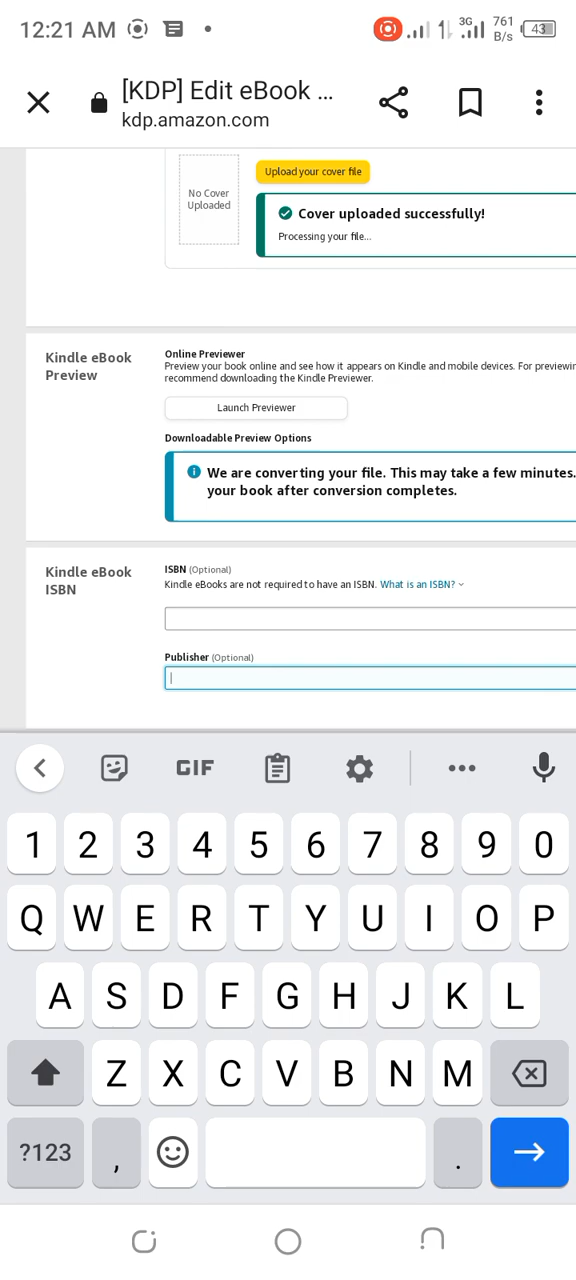 12:21 AM
3G 761 B/s 43
[KDP] Edit eBook ...
kdp.amazon.com
No Cover Uploaded
Upload your cover file
Cover uploaded successfully!
Processing your file...
Kindle eBook Preview
Online Previewer
Preview your book online and see how it appears on Kindle and mobile devices. For
recommend downloading the Kindle Previewer.
Launch Previewer
Downloadable Preview Options
We are converting your file. This may take a few minutes.
your book after conversion completes.
Kindle eBook ISBN
ISBN (Optional)
Kindle eBooks are not required to have an ISBN. What is an ISBN?
Publisher (Optional)
GIF
1 2 3 4 5 6 7 8 9 0
Q W E R T Y U I O P
A S D F G H J K L
Z X C V B N M
?123 , .